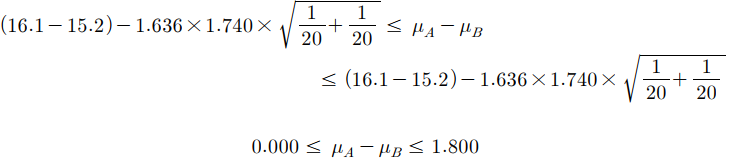 (16.1−15.2)−1.636×1.740×√(1/20+1/20) ≤ μ_A−μ_B
≤ (16.1−15.2)−1.636×1.740×√(1/20+1/20)
0.000 ≤ μ_A−μ_B ≤ 1.800